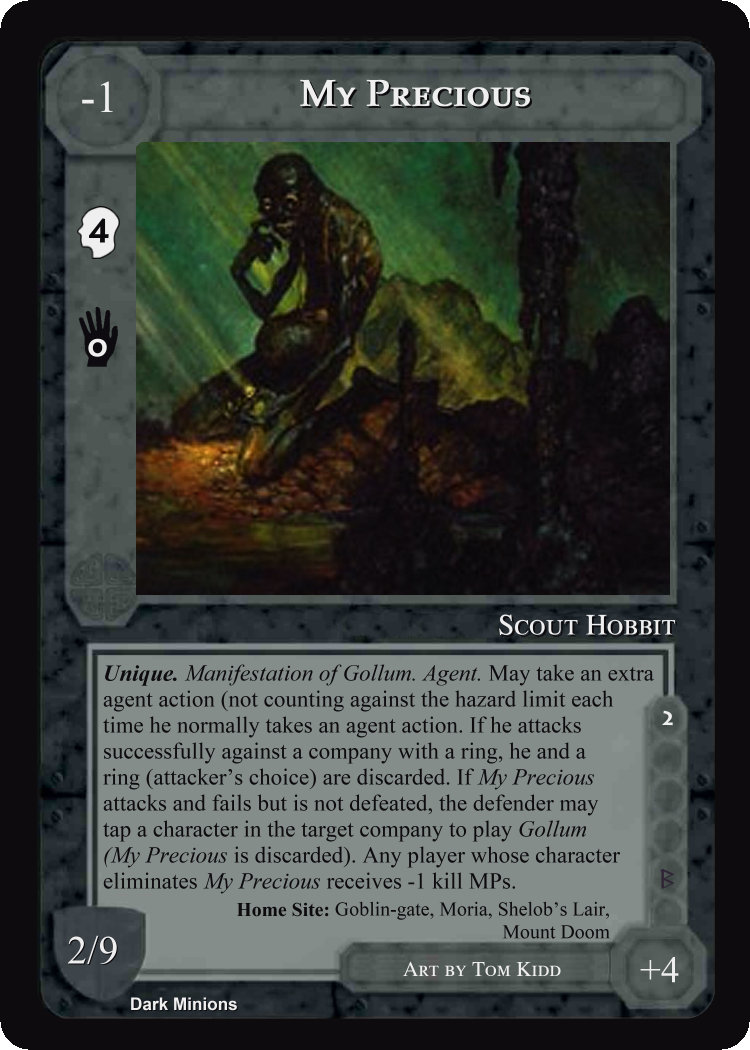 -1
My Precious
4
0
Scout Hobbit
Unique. Manifestation of Gollum. Agent. May take an extra
agent action (not counting against the hazard limit each
time he normally takes an agent action. If he attacks
successfully against a company with a ring, he and a
ring (attacker's choice) are discarded. If My Precious
attacks and fails but is not defeated, the defender may
tap a character in the target company to play Gollum
(My Precious is discarded). Any player whose character
eliminates My Precious receives -1 kill MPs.
2
Home Site: Goblin-gate, Moria, Shelob's Lair,
Mount Doom
2/9
Art by Tom Kidd
+4
Dark Minions